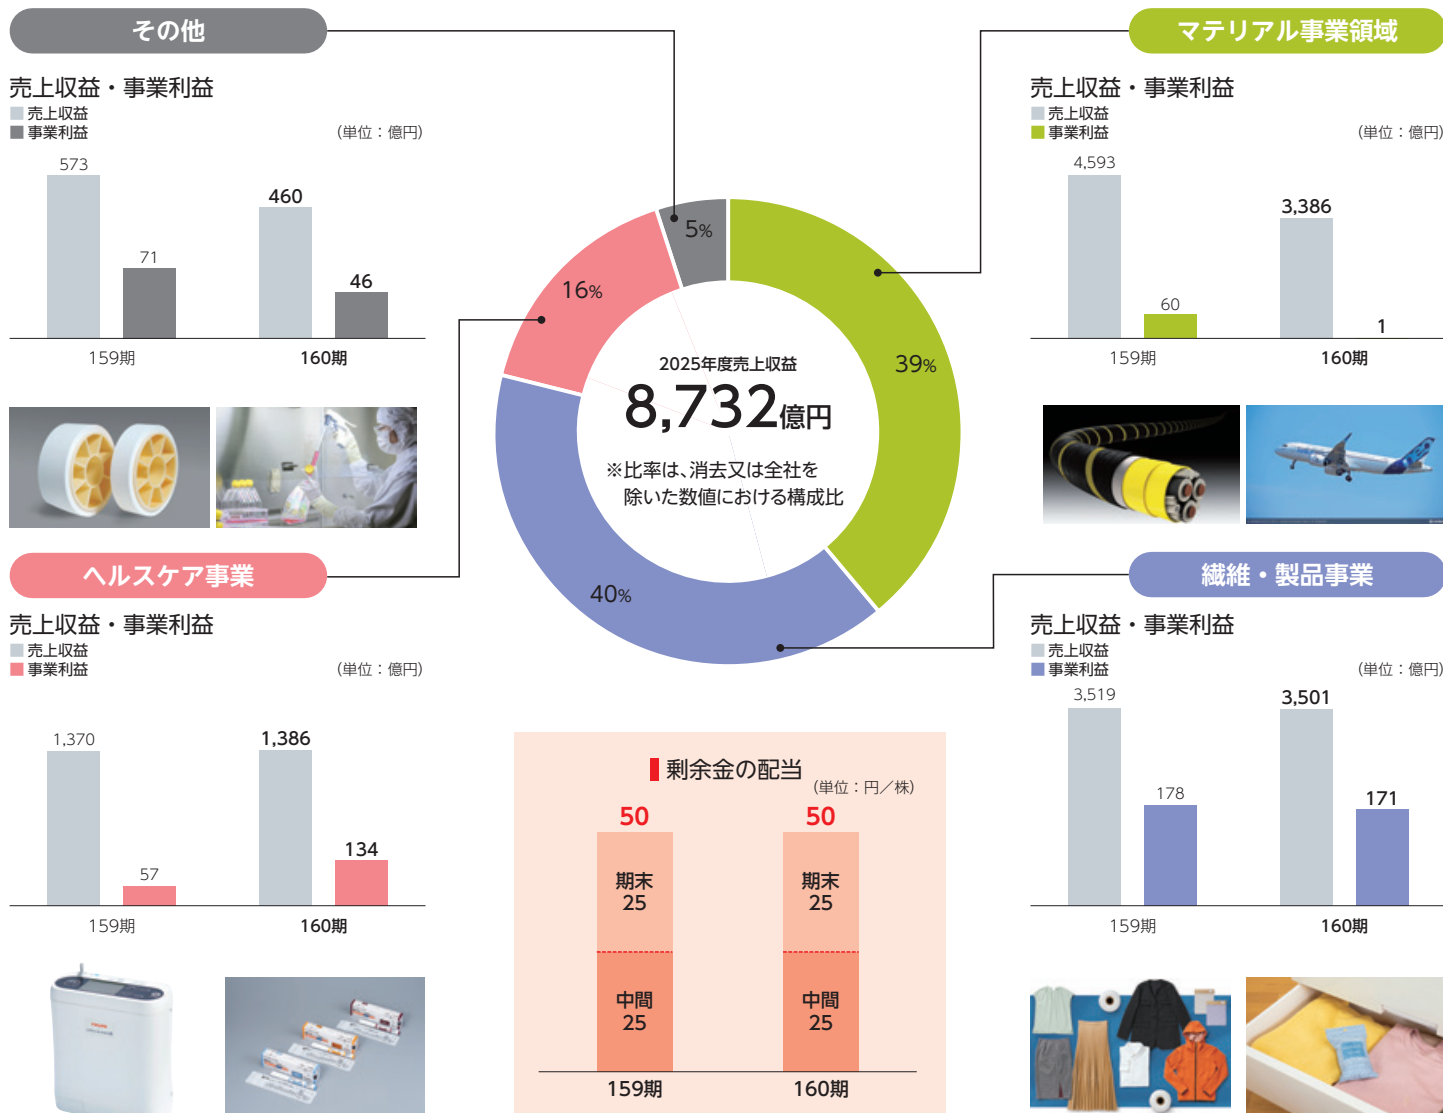 その他
売上収益・事業利益
売上収益
事業利益
(単位：億円)
573
71
460
46
159期
160期
マテリアル事業領域
売上収益・事業利益
売上収益
事業利益
(単位：億円)
4,593
60
3,386
1
159期
160期
5%
16%
39%
40%
2025年度売上収益
8,732億円
※比率は、消去又は全社を
除いた数値における構成比
ヘルスケア事業
売上収益・事業利益
売上収益
事業利益
(単位：億円)
1,370
57
1,386
134
159期
160期
剰余金の配当
(単位：円／株)
50
50
期末
25
期末
25
中間
25
中間
25
159期
160期
繊維・製品事業
売上収益・事業利益
売上収益
事業利益
(単位：億円)
3,519
178
3,501
171
159期
160期